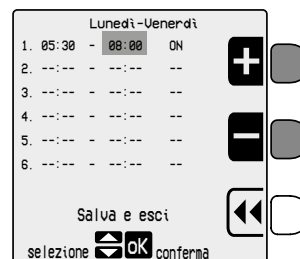 Lunedì-Venerdì
1. 05:30 - 08:00 ON
2. --:-- - --:-- --
3. --:-- - --:-- --
4. --:-- - --:-- --
5. --:-- - --:-- --
6. --:-- - --:-- --
Salva e esci
selezione OK conferma